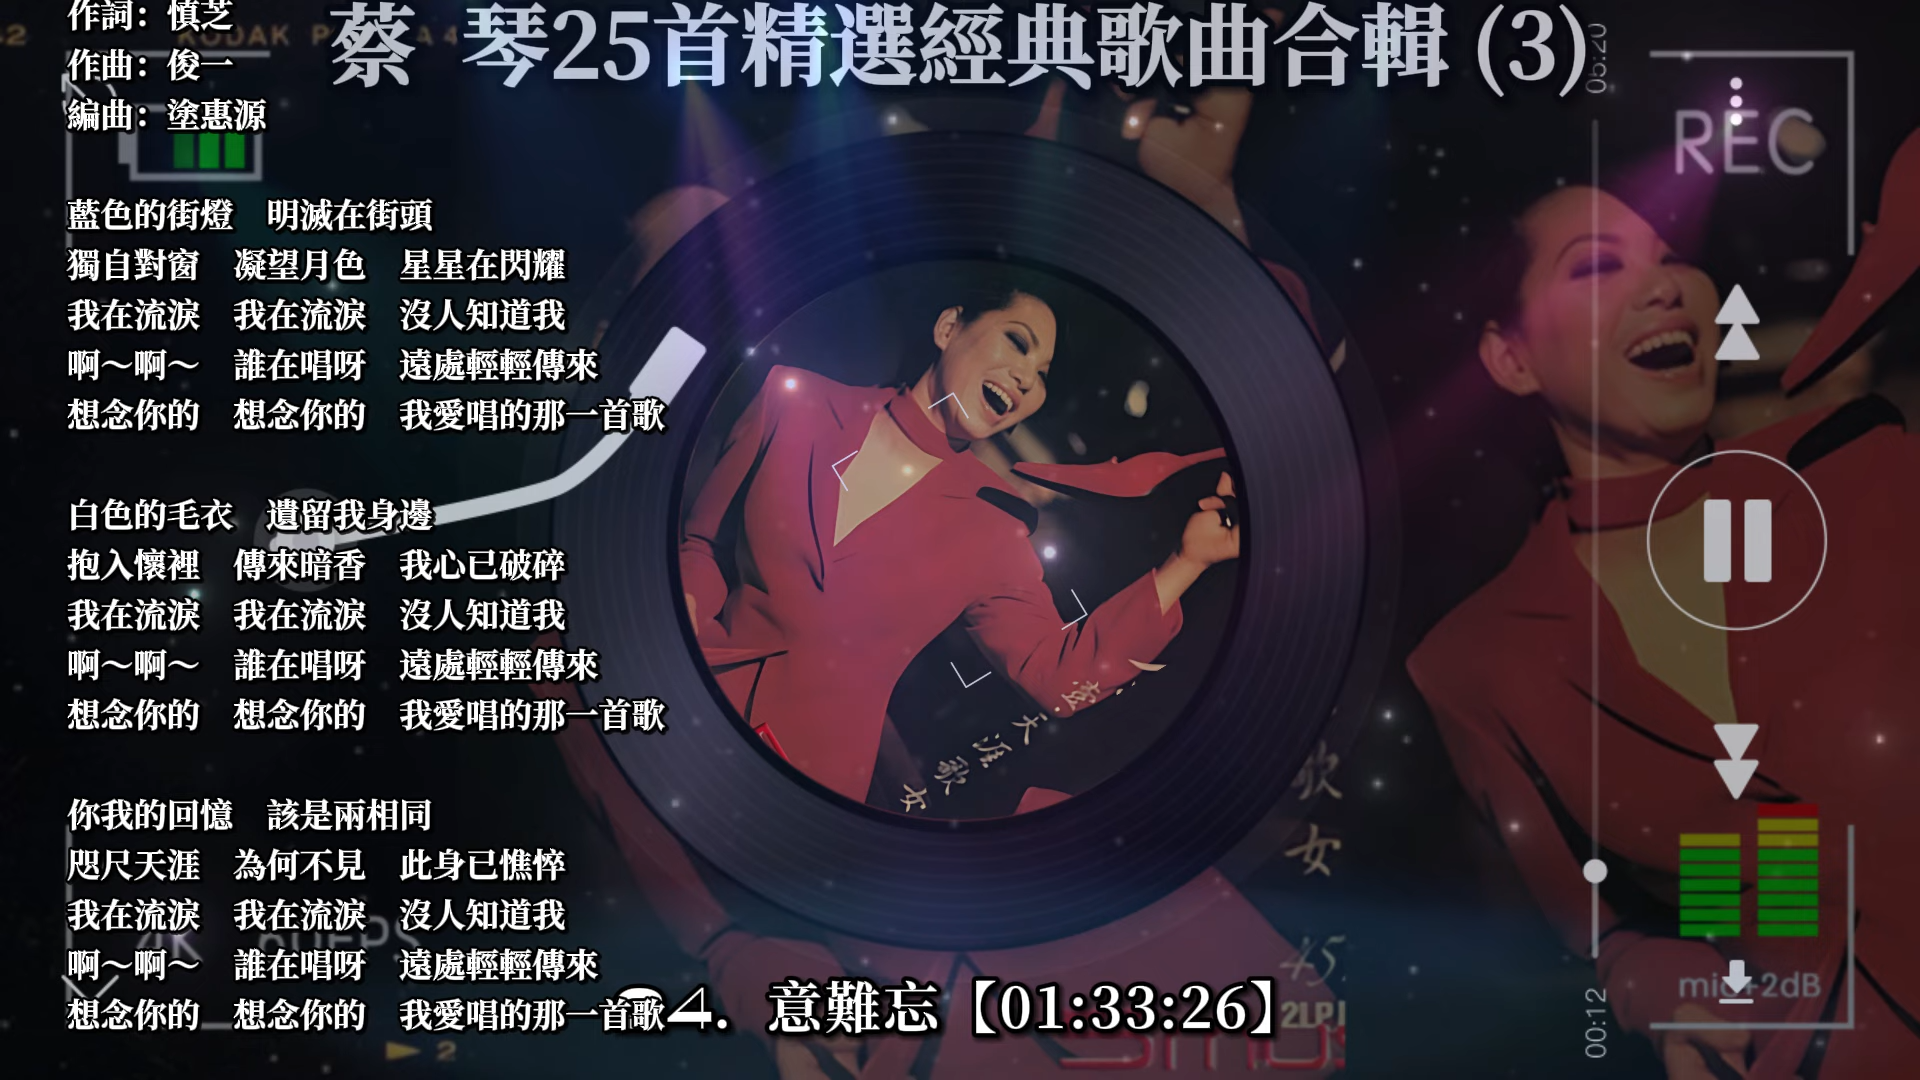 蔡 琴25首精選經典歌曲合輯 (3)
作詞：慎芝
作曲：俊一
編曲：塗惠源
藍色的街燈　明滅在街頭
獨自對窗　凝望月色　星星在閃耀
我在流淚　我在流淚　沒人知道我
啊～啊～　誰在唱呀　遠處輕輕傳來
想念你的　想念你的　我愛唱的那一首歌
白色的毛衣　遺留我身邊
抱入懷裡　傳來暗香　我心已破碎
我在流淚　我在流淚　沒人知道我
啊～啊～　誰在唱呀　遠處輕輕傳來
想念你的　想念你的　我愛唱的那一首歌
你我的回憶　該是兩相同
咫尺天涯　為何不見　此身已憔悴
我在流淚　我在流淚　沒人知道我
啊～啊～　誰在唱呀　遠處輕輕傳來
想念你的　想念你的　我愛唱的那一首歌
4. 意難忘【01:33:26】
天涯歌女
歌女
REC
05:20
00:12
mic+2dB
4K
45
2LP
2
KODAK